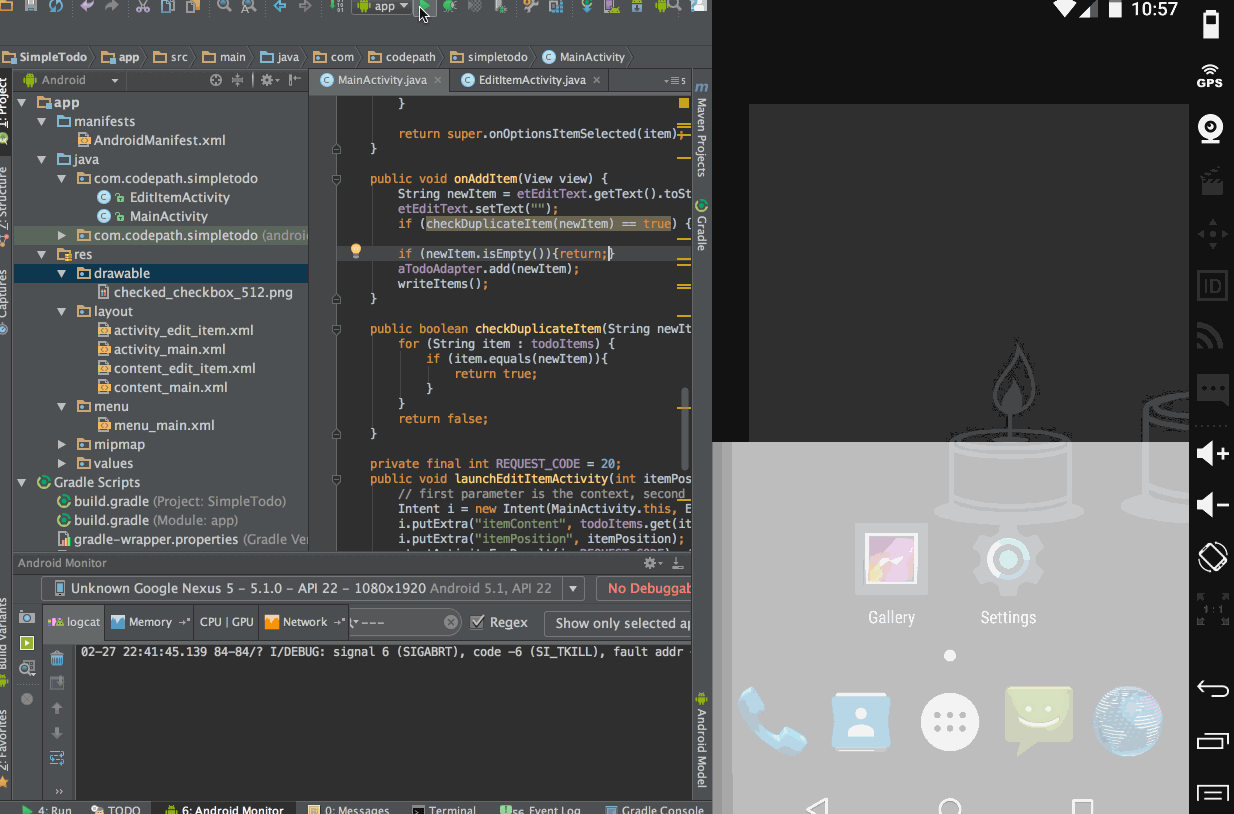 app
SimpleTodo app src main java com codepath simpletodo MainActivity
1: Project
Android
MainActivity.java
EditItemActivity.java
5
app
manifests
AndroidManifest.xml
java
com.codepath.simpletodo
EditItemActivity
MainActivity
com.codepath.simpletodo (androi
res
drawable
checked_checkbox_512.png
layout
activity_edit_item.xml
activity_main.xml
content_edit_item.xml
content_main.xml
menu
menu_main.xml
mipmap
values
Gradle Scripts
build.gradle (Project: SimpleTodo)
build.gradle (Module: app)
gradle-wrapper.properties (Gradle Ver
Structure
Captures
Build Variants
2: Favorites
}
return super.onOptionsItemSelected(item);
}
public void onAddItem(View view) {
String newItem = etEditText.getText().toSt
etEditText.setText("");
if (checkDuplicateItem(newItem) == true) {
if (newItem.isEmpty()){return;}
aTodoAdapter.add(newItem);
writeItems();
}
public boolean checkDuplicateItem(String newIt
for (String item : todoItems) {
if (item.equals(newItem)){
return true;
}
}
return false;
}
private final int REQUEST_CODE = 20;
public void launchEditItemActivity(int itemPos
// first parameter is the context, second
Intent i = new Intent(MainActivity.this, E
i.putExtra("itemContent", todoItems.get(it
i.putExtra("itemPosition", itemPosition);
m
Maven Projects
Gradle
Android Model
Android Monitor
Unknown Google Nexus 5 – 5.1.0 – API 22 – 1080x1920 Android 5.1, API 22
No Debuggab
logcat
Memory
CPU | GPU
Network
Regex
Show only selected ap
02-27 22:41:45.139 84-84/? I/DEBUG: signal 6 (SIGABRT), code -6 (SI_TKILL), fault addr
4: Run
TODO
6: Android Monitor
0: Messages
Terminal
Event Log
Gradle Console
10:57
Gallery
Settings
GPS
ID
1:1